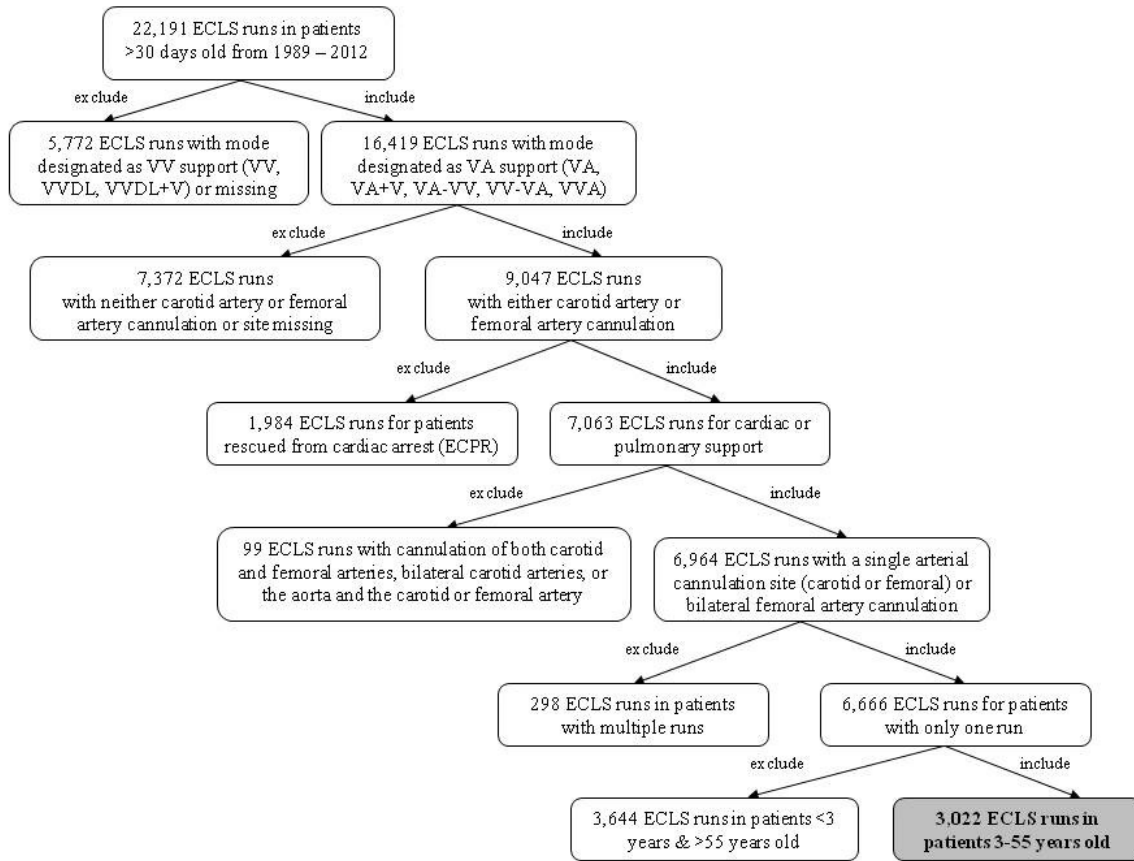 22,191 ECLS runs in patients
>30 days old from 1989 – 2012
exclude
include
5,772 ECLS runs with mode
designated as VV support (VV,
VVDL, VVDL+V) or missing
16,419 ECLS runs with mode
designated as VA support (VA,
VA+V, VA-VV, VV-VA, VVA)
exclude
include
7,372 ECLS runs
with neither carotid artery or femoral
artery cannulation or site missing
9,047 ECLS runs
with either carotid artery or
femoral artery cannulation
exclude
include
1,984 ECLS runs for patients
rescued from cardiac arrest (ECPR)
7,063 ECLS runs for cardiac or
pulmonary support
exclude
include
99 ECLS runs with cannulation of both carotid
and femoral arteries, bilateral carotid arteries, or
the aorta and the carotid or femoral artery
6,964 ECLS runs with a single arterial
cannulation site (carotid or femoral) or
bilateral femoral artery cannulation
exclude
include
298 ECLS runs in patients
with multiple runs
6,666 ECLS runs for patients
with only one run
exclude
include
3,644 ECLS runs in patients <3
years & >55 years old
3,022 ECLS runs in
patients 3-55 years old